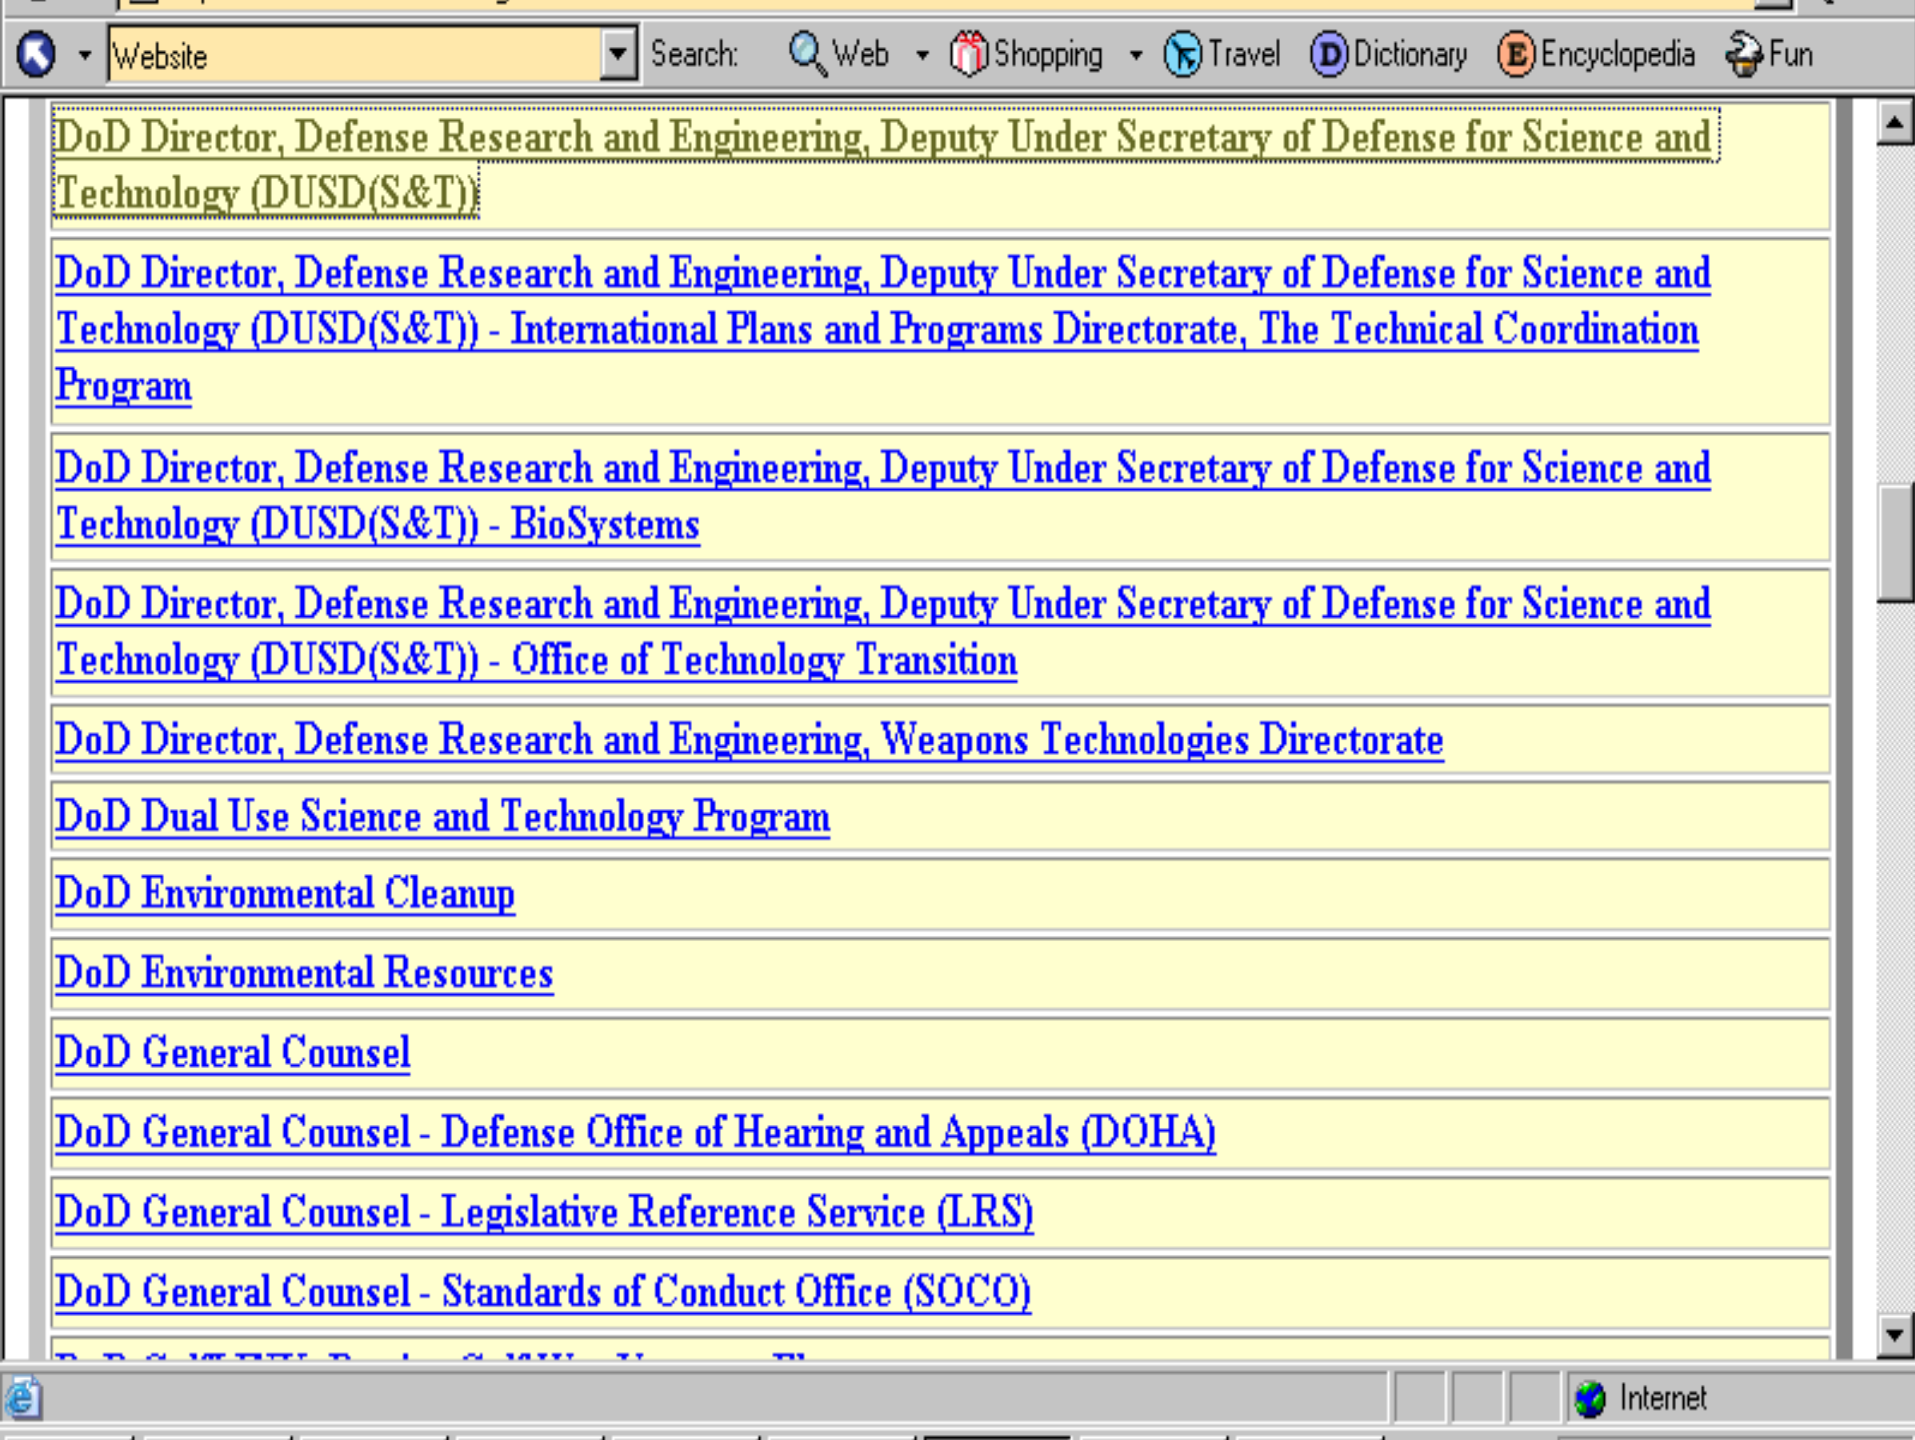 Website Search: Web Shopping Travel Dictionary Encyclopedia Fun
DoD Director, Defense Research and Engineering, Deputy Under Secretary of Defense for Science and
Technology (DUSD(S&T))
DoD Director, Defense Research and Engineering, Deputy Under Secretary of Defense for Science and
Technology (DUSD(S&T)) - International Plans and Programs Directorate, The Technical Coordination
Program
DoD Director, Defense Research and Engineering, Deputy Under Secretary of Defense for Science and
Technology (DUSD(S&T)) - BioSystems
DoD Director, Defense Research and Engineering, Deputy Under Secretary of Defense for Science and
Technology (DUSD(S&T)) - Office of Technology Transition
DoD Director, Defense Research and Engineering, Weapons Technologies Directorate
DoD Dual Use Science and Technology Program
DoD Environmental Cleanup
DoD Environmental Resources
DoD General Counsel
DoD General Counsel - Defense Office of Hearing and Appeals (DOHA)
DoD General Counsel - Legislative Reference Service (LRS)
DoD General Counsel - Standards of Conduct Office (SOCO)
Internet